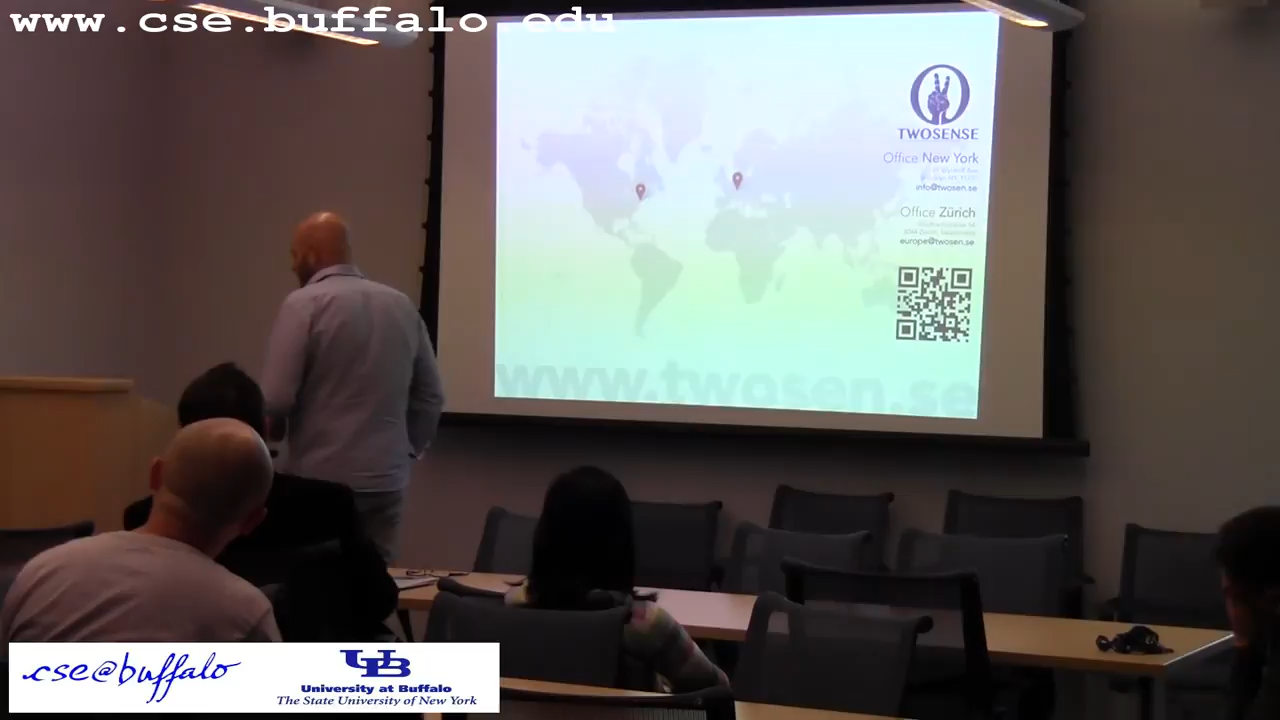 www.cse.buffalo.edu
TWOSENSE
Office New York
info@twosen.se
Office Zürich
europe@twosen.se
www.twosen.se
cse@buffalo
UB
University at Buffalo
The State University of New York